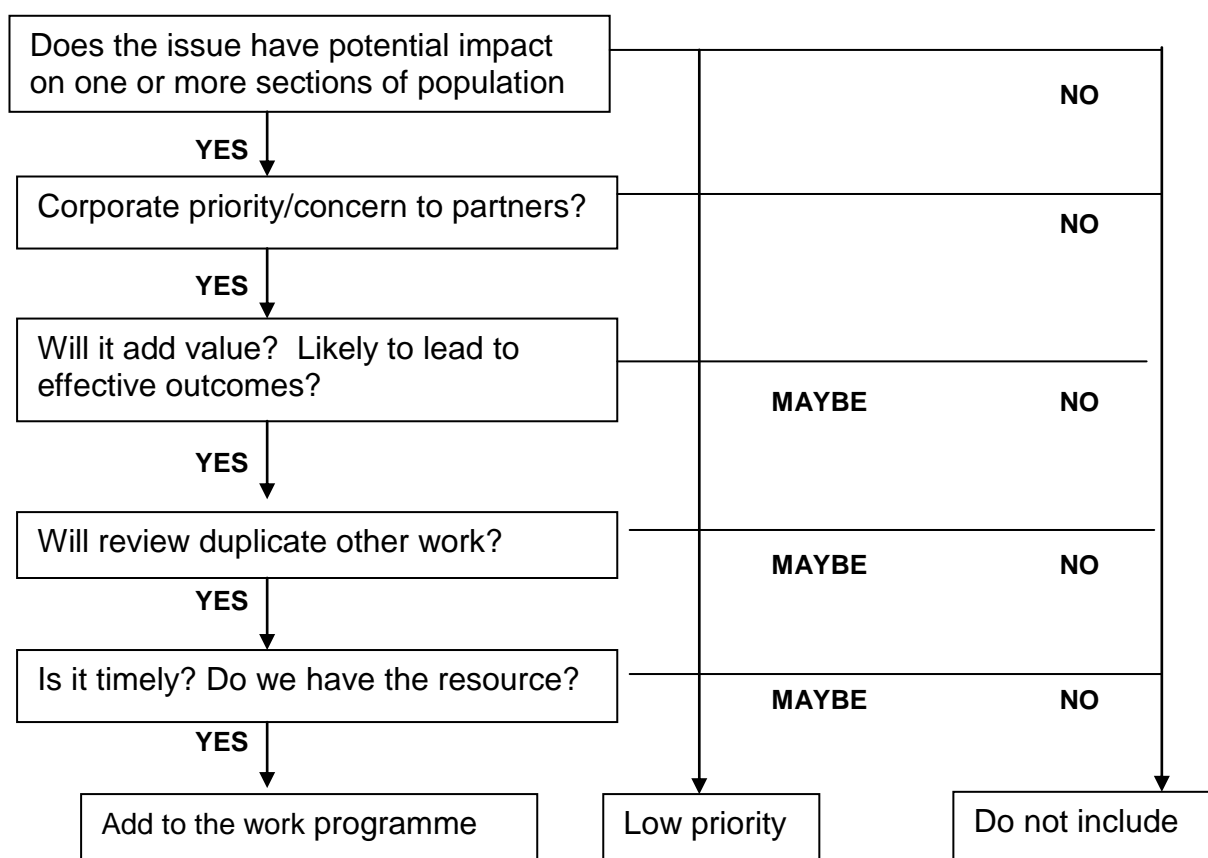 Does the issue have potential impact
on one or more sections of population
NO
YES
Corporate priority/concern to partners?
NO
YES
Will it add value?  Likely to lead to
effective outcomes?
MAYBE NO
YES
Will review duplicate other work?
MAYBE NO
YES
Is it timely? Do we have the resource?
MAYBE NO
YES
Add to the work programme
Low priority
Do not include